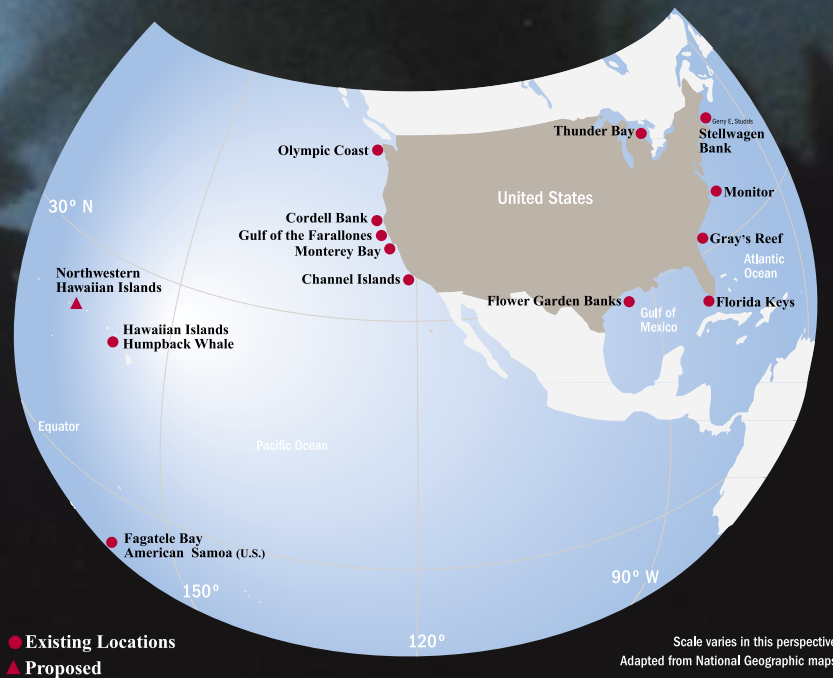 Thunder Bay
Gerry E. Studds
Stellwagen
Bank
Olympic Coast
United States
Monitor
30° N
Cordell Bank
Gulf of the Farallones
Monterey Bay
Gray's Reef
Atlantic
Ocean
Northwestern
Hawaiian Islands
Channel Islands
Flower Garden Banks
Florida Keys
Gulf of
Mexico
Hawaiian Islands
Humpback Whale
Equator
Pacific Ocean
Fagatele Bay
American Samoa (U.S.)
150°
90° W
120°
Existing Locations
Proposed
Scale varies in this perspective
Adapted from National Geographic maps